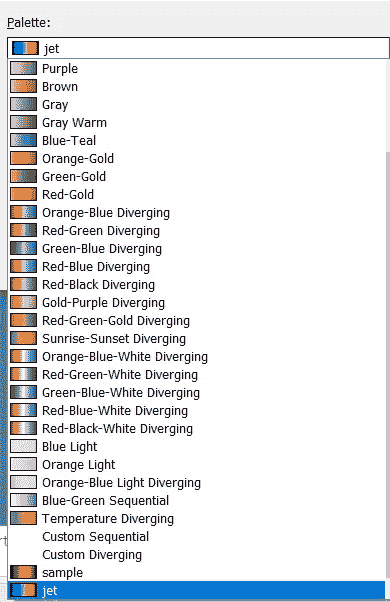 Palette:
jet
Purple
Brown
Gray
Gray Warm
Blue-Teal
Orange-Gold
Green-Gold
Red-Gold
Orange-Blue Diverging
Red-Green Diverging
Green-Blue Diverging
Red-Blue Diverging
Red-Black Diverging
Gold-Purple Diverging
Red-Green-Gold Diverging
Sunrise-Sunset Diverging
Orange-Blue-White Diverging
Red-Green-White Diverging
Green-Blue-White Diverging
Red-Blue-White Diverging
Red-Black-White Diverging
Blue Light
Orange Light
Orange-Blue Light Diverging
Blue-Green Sequential
Temperature Diverging
Custom Sequential
Custom Diverging
sample
jet